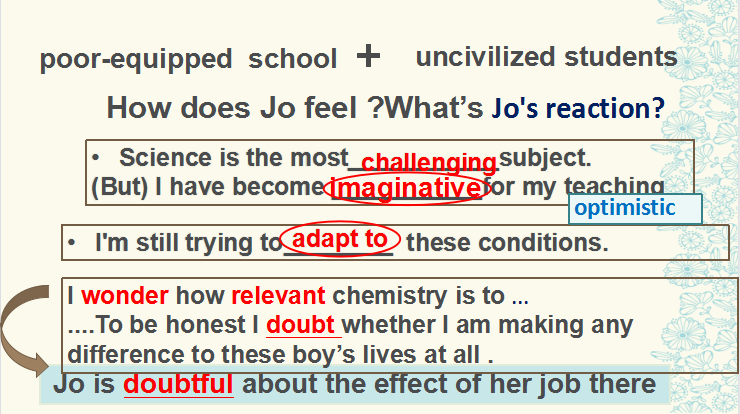 poor-equipped school + uncivilized students
How does Jo feel ?What's Jo's reaction?
• Science is the most challenging subject.
(But) I have become imaginative for my teaching
optimistic
• I'm still trying to adapt to these conditions.
I wonder how relevant chemistry is to ...
....To be honest I doubt whether I am making any
difference to these boy's lives at all .
Jo is doubtful about the effect of her job there